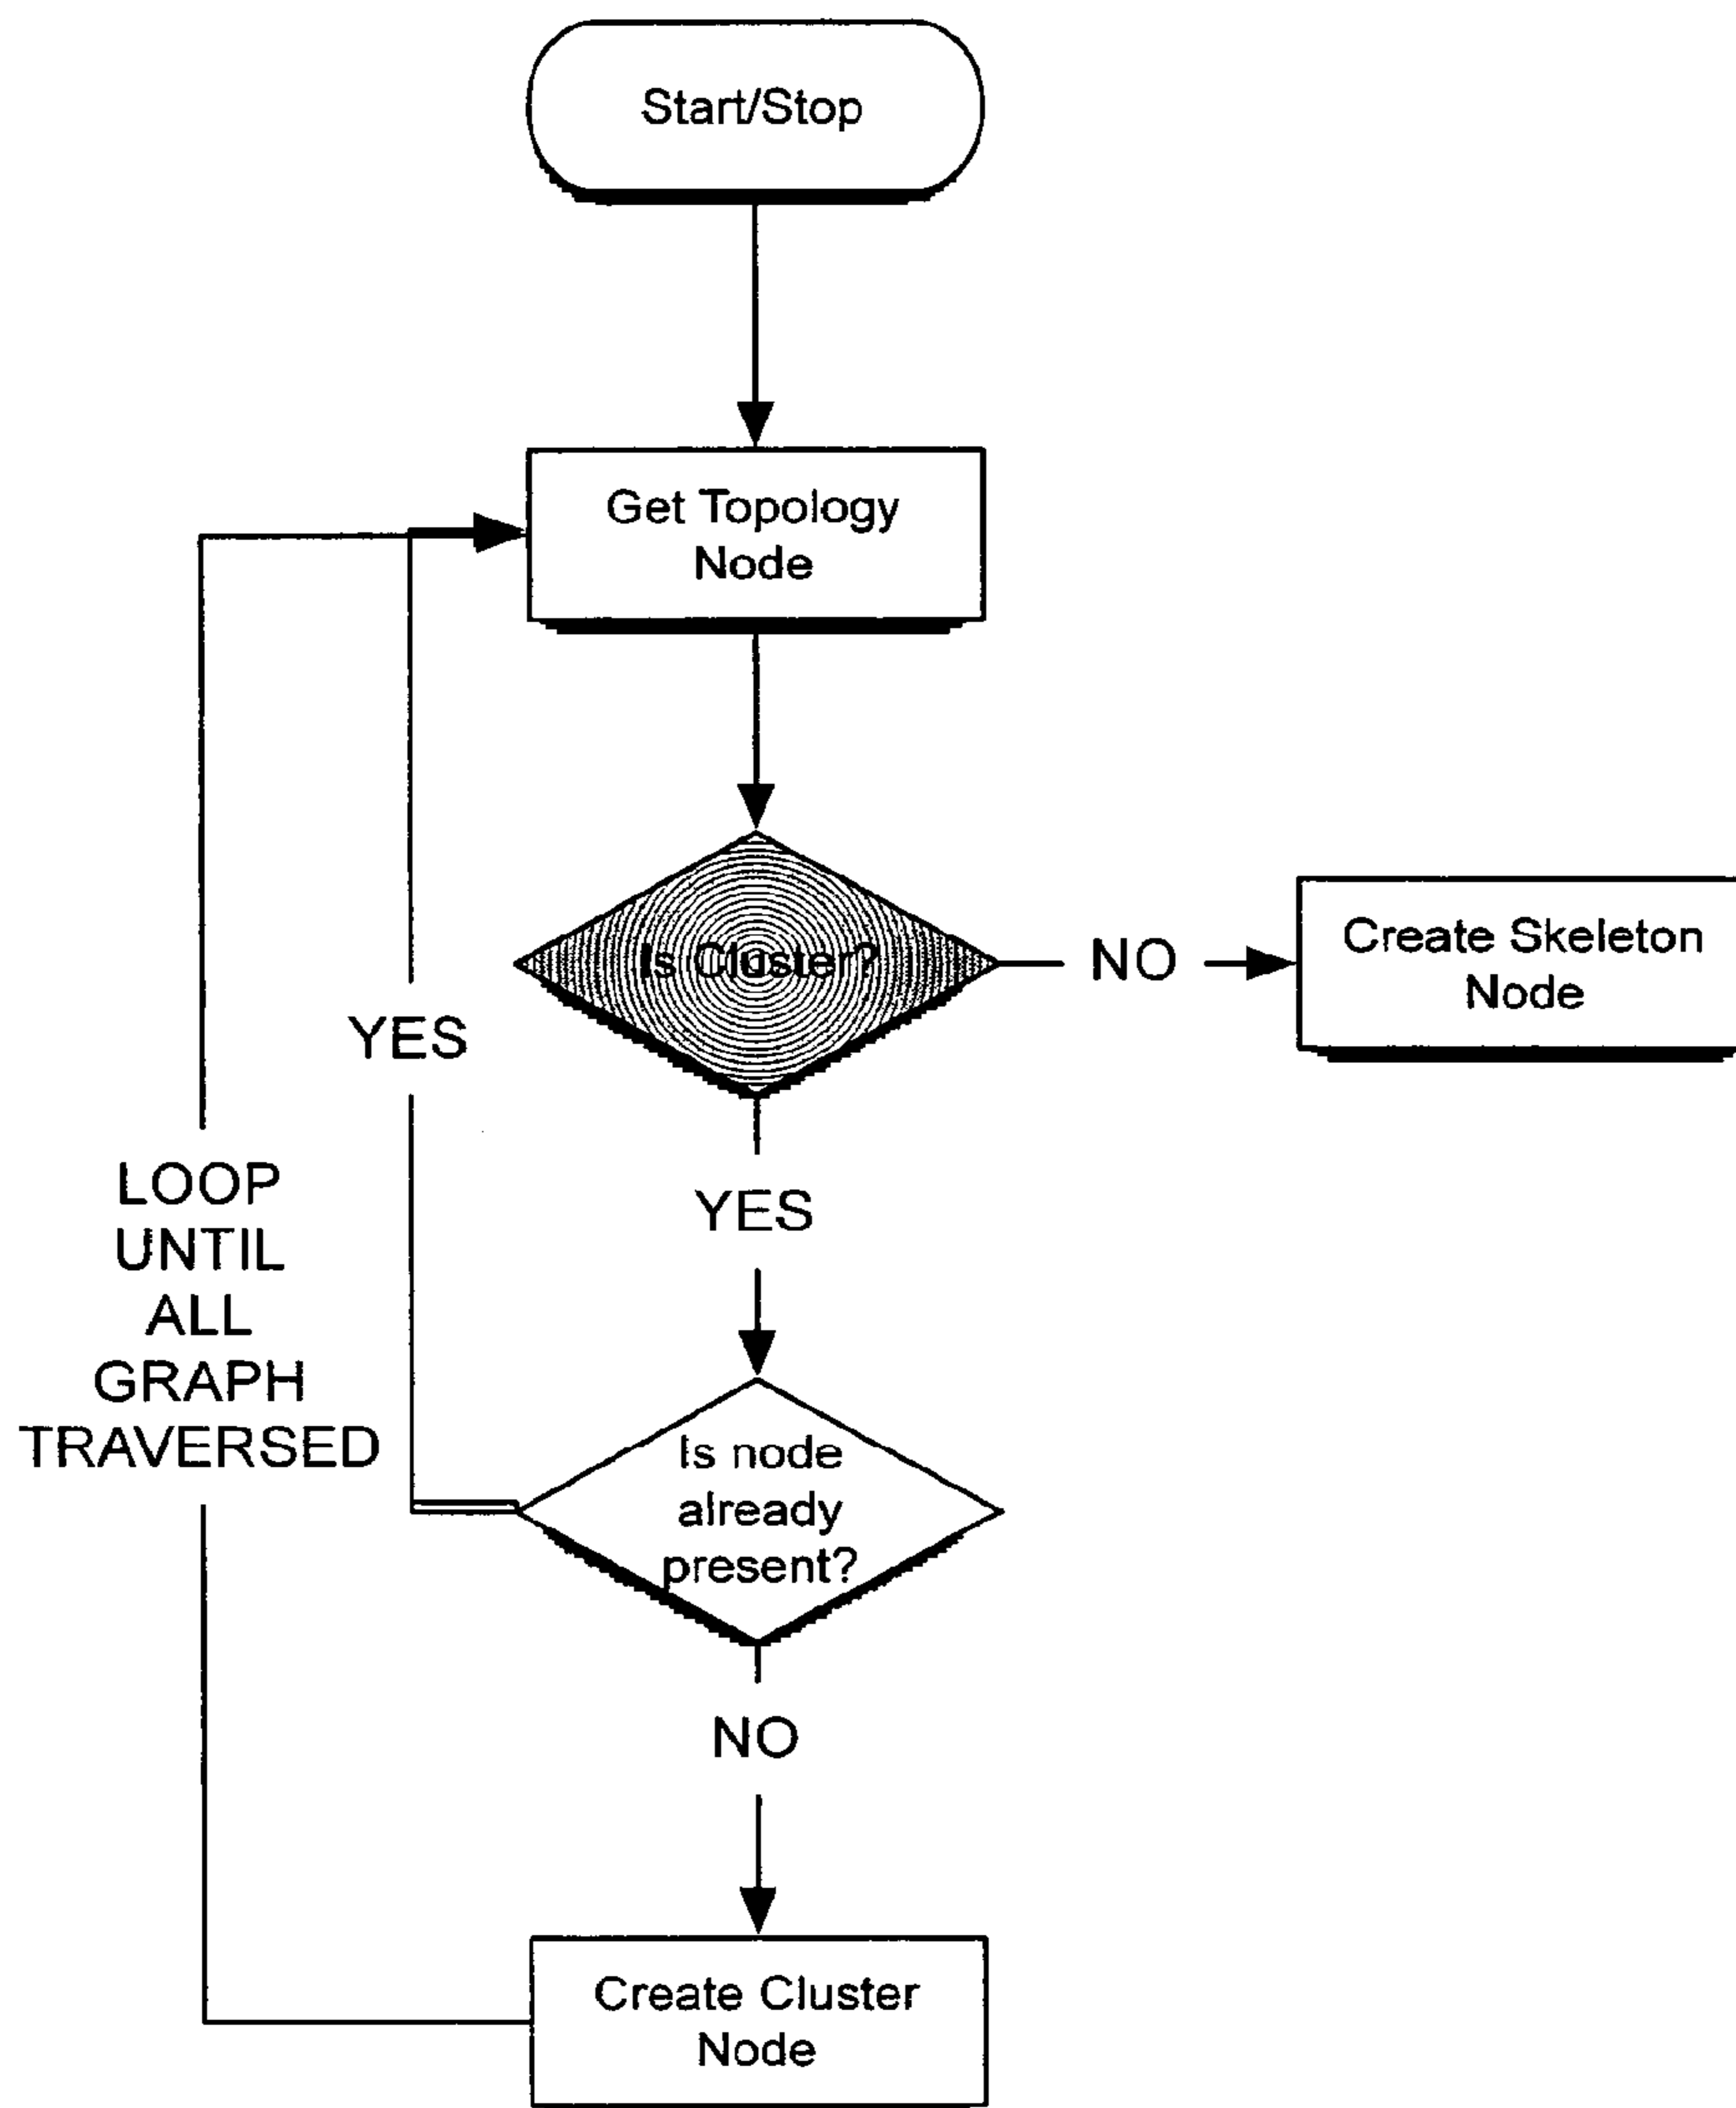 Start/Stop
Get Topology
Node
Is Cluster?
NO
Create Skeleton
Node
YES
YES
LOOP
UNTIL
ALL
GRAPH
TRAVERSED
Is node
already
present?
NO
Create Cluster
Node